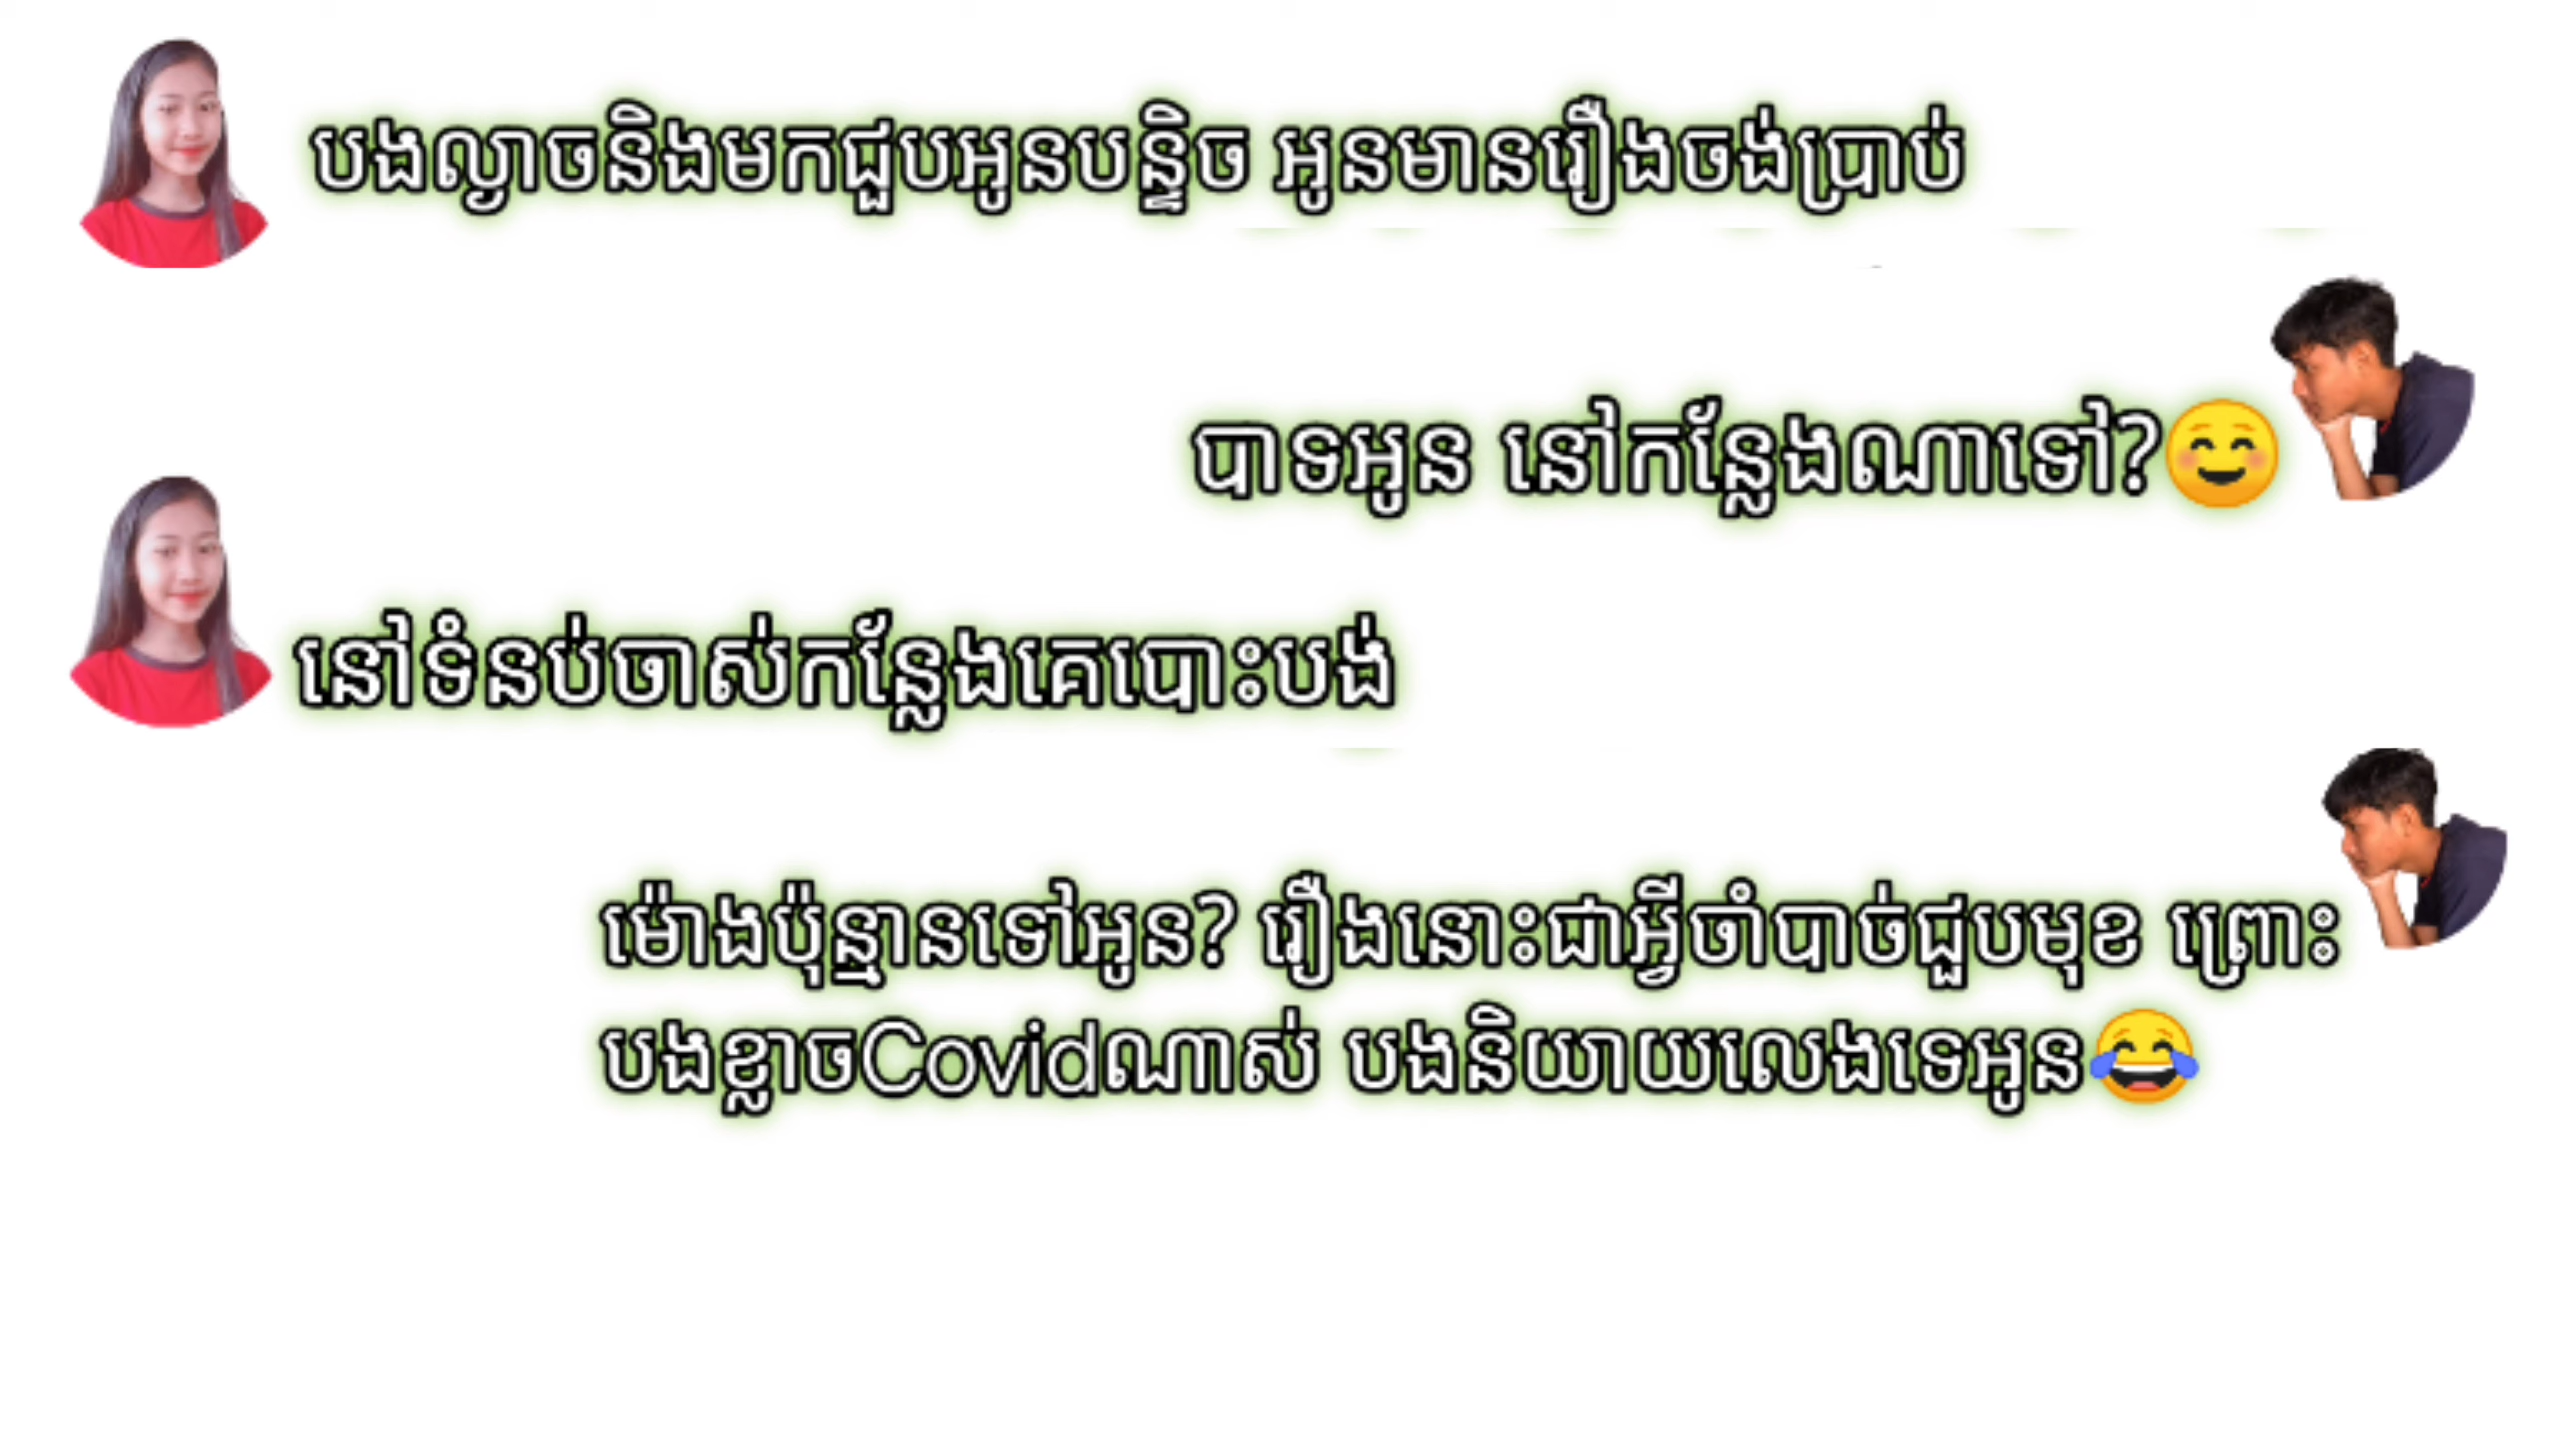 បងល្ងាចនិងមកជួបអូនបន្ទិច អូនមានរឿងចង់ប្រាប់
បាទអូន នៅកន្លែងណាទៅ?☺️
នៅទំនប់ចាស់កន្លែងគេបោះបង់
ម៉ោងប៉ុន្មានទៅអូន? រឿងនោះជាអ្វីចាំបាច់ជួបមុខ ព្រោះ
បងខ្លាចCovidណាស់ បងនិយាយលេងទេអូន😂